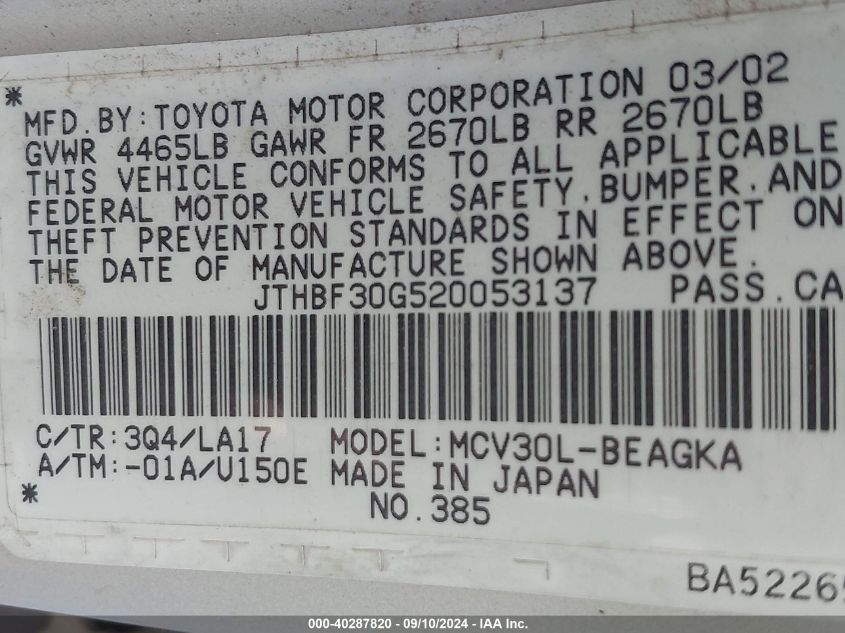 * MFD.BY:TOYOTA MOTOR CORPORATION 03/02
GVWR 4465LB GAWR FR 2670LB RR 2670LB
THIS VEHICLE CONFORMS TO ALL APPLICABLE
FEDERAL MOTOR VEHICLE SAFETY,BUMPER,AND
THEFT PREVENTION STANDARDS IN EFFECT ON
THE DATE OF MANUFACTURE SHOWN ABOVE.
JTHBF30G520053137 PASS.CA
C/TR:3Q4/LA17 MODEL:MCV30L-BEAGKA
A/TM:-01A/U150E MADE IN JAPAN
* NO.385
BA5226
000-40287820 - 09/10/2024 - IAA Inc.